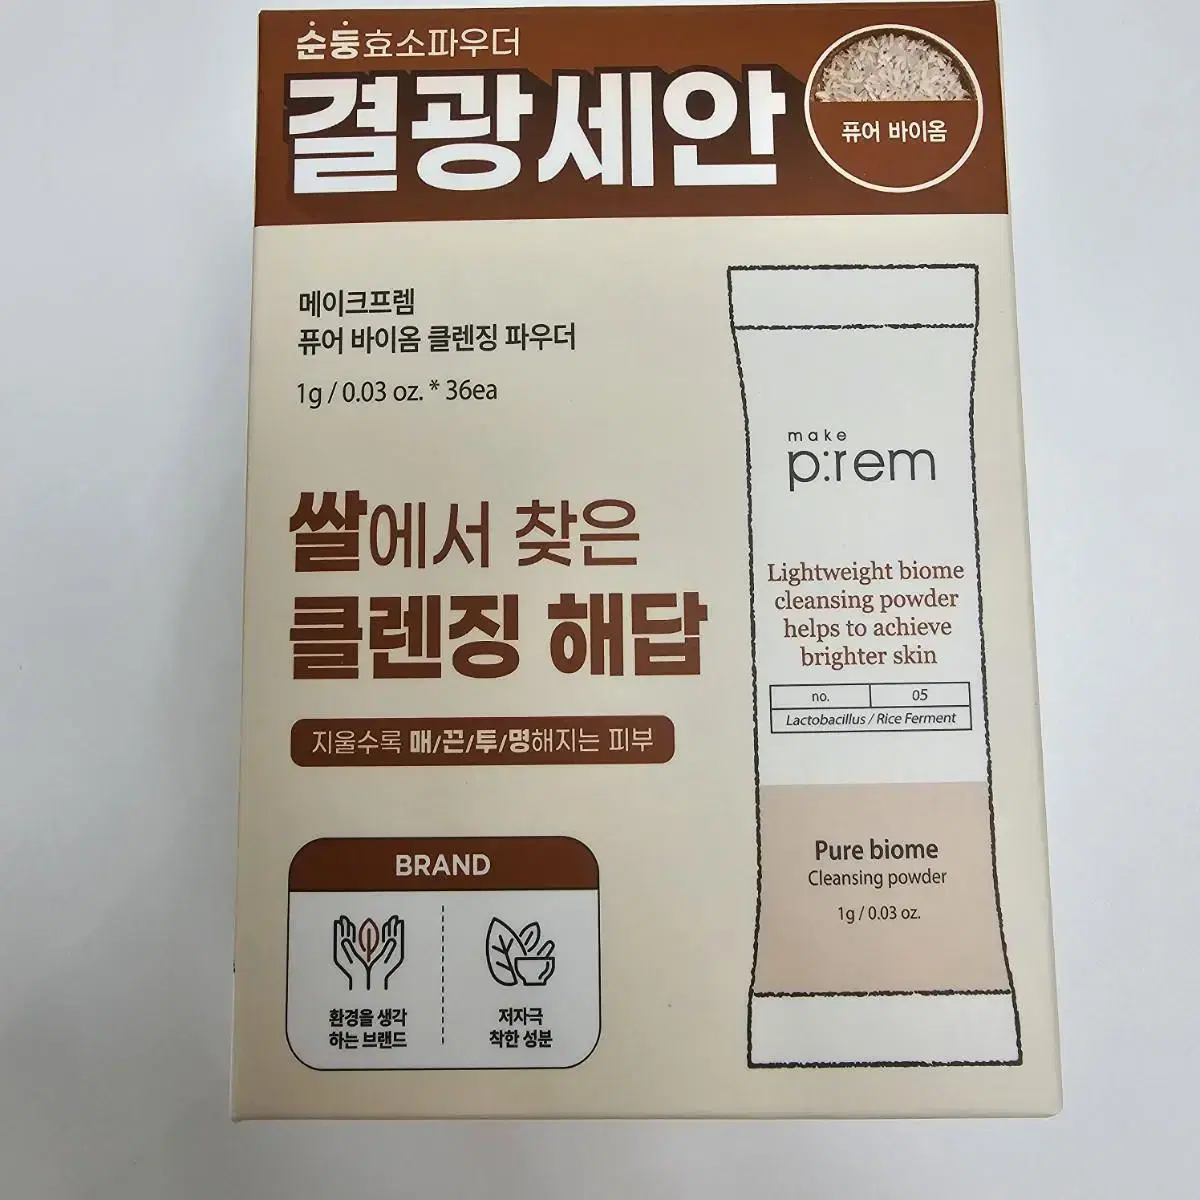 순둥효소파우더
결광세안
퓨어 바이옴
메이크프렘
퓨어 바이옴 클렌징 파우더
1g / 0.03 oz. * 36ea
쌀에서 찾은
클렌징 해답
지울수록 매/끈/투/명해지는 피부
BRAND
환경을 생각
하는 브랜드
저자극
착한 성분
make
p:rem
Lightweight biome
cleansing powder
helps to achieve
brighter skin
no. 05
Lactobacillus / Rice Ferment
Pure biome
Cleansing powder
1g / 0.03 oz.